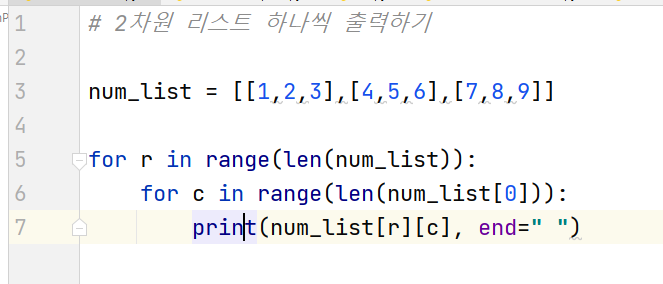 1 # 2차원 리스트 하나씩 출력하기
2
3 num_list = [[1,2,3],[4,5,6],[7,8,9]]
4
5 for r in range(len(num_list)):
6     for c in range(len(num_list[0])):
7         print(num_list[r][c], end=" ")